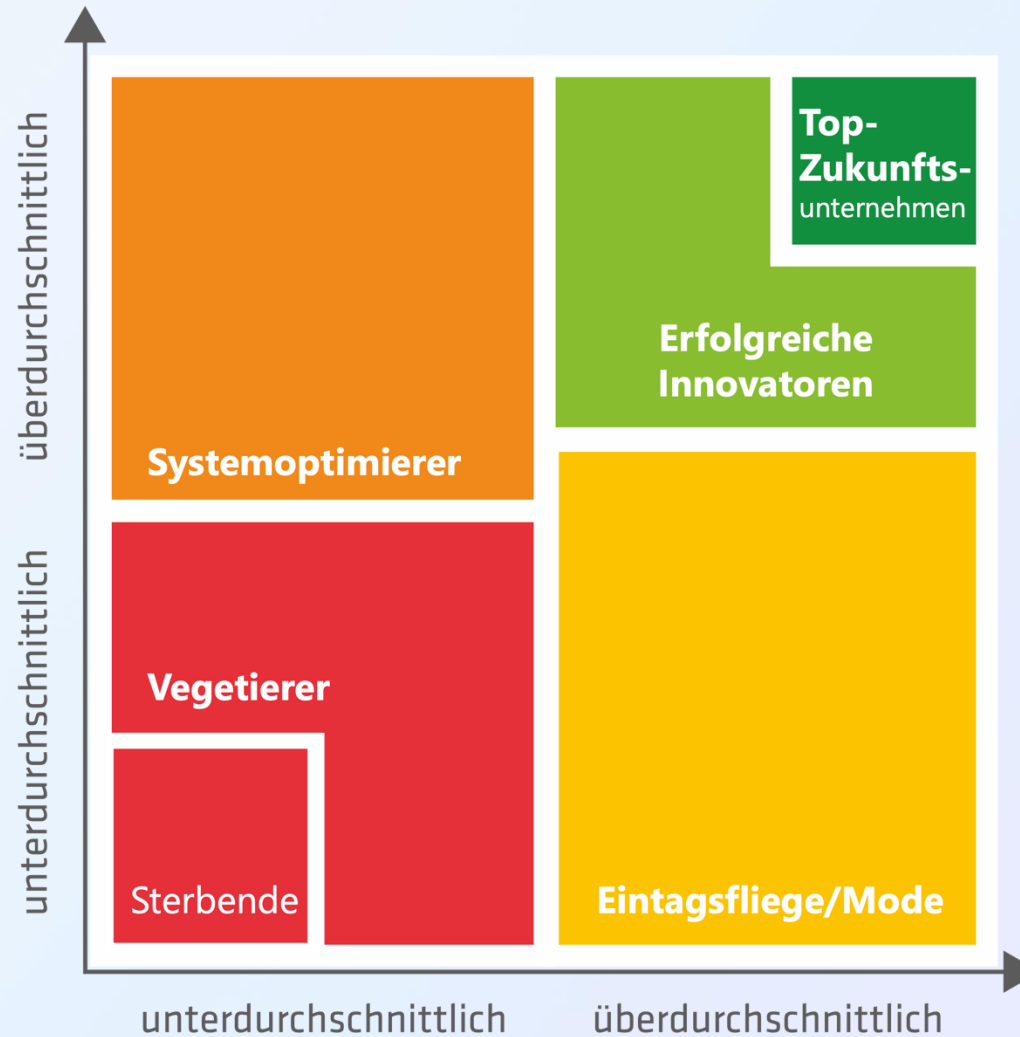 überdurchschnittlich
unterdurchschnittlich
Top-
Zukunfts-
unternehmen
Erfolgreiche
Innovatoren
Systemoptimierer
Vegetierer
Sterbende
Eintagsfliege/Mode
unterdurchschnittlich
überdurchschnittlich